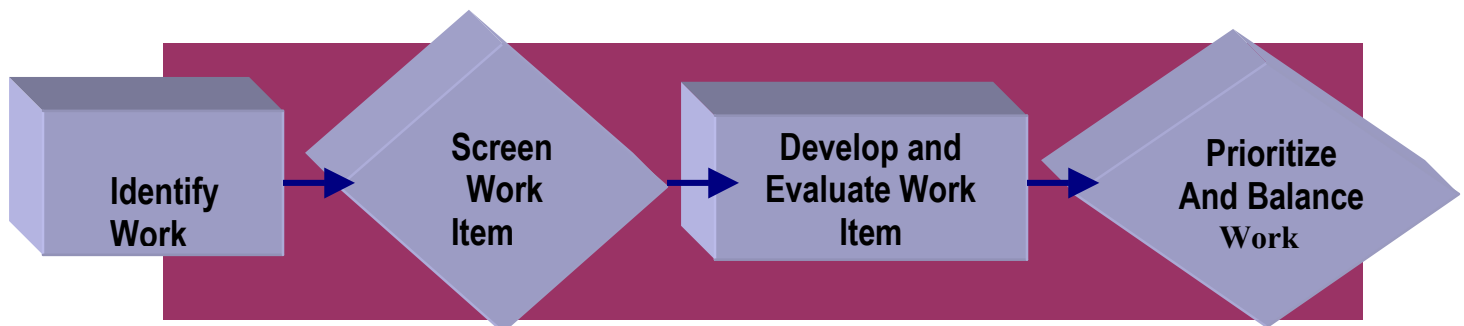 Identify
Work
Screen
Work
Item
Develop and
Evaluate Work
Item
Prioritize
And Balance
Work